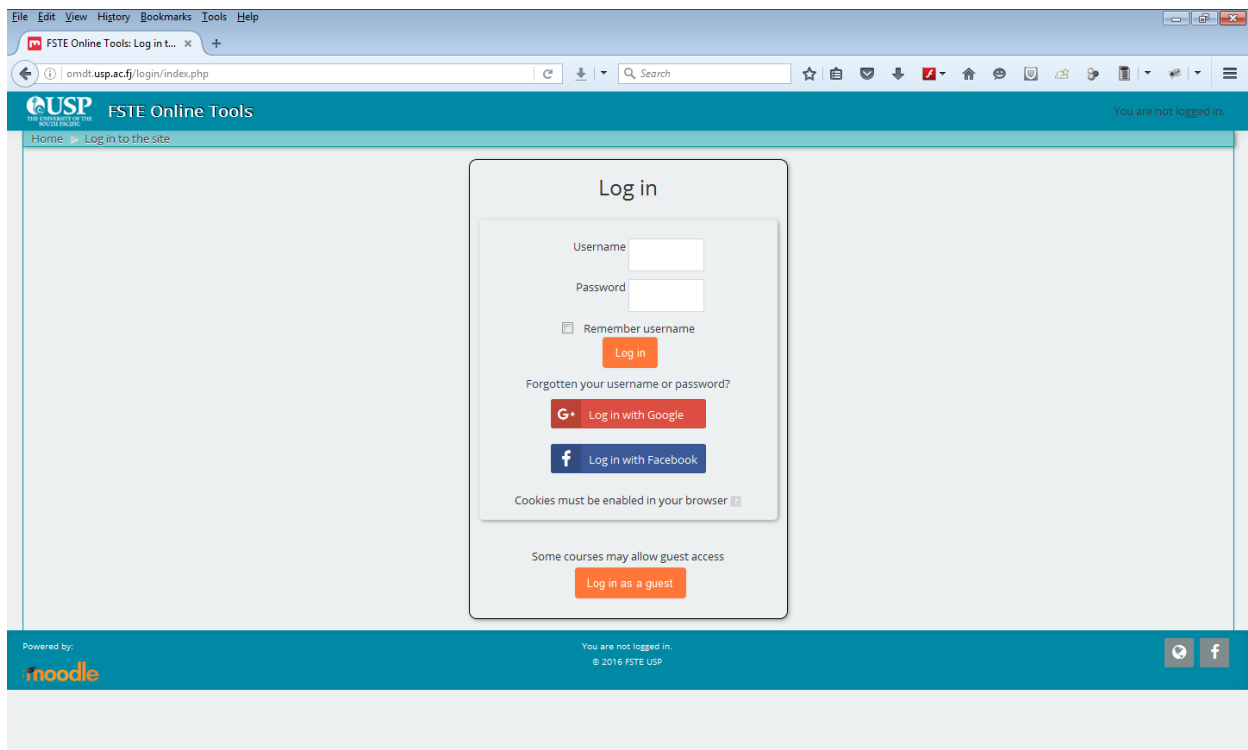 File Edit View History Bookmarks Tools Help
FSTE Online Tools: Log in t... × +
omdt.usp.ac.fj/login/index.php
Search
USP
THE UNIVERSITY OF THE
SOUTH PACIFIC
FSTE Online Tools
You are not logged in.
Home Log in to the site
Log in
Username
Password
Remember username
Log in
Forgotten your username or password?
G+ Log in with Google
f Log in with Facebook
Cookies must be enabled in your browser ?
Some courses may allow guest access
Log in as a guest
Powered by:
moodle
You are not logged in.
© 2016 FSTE USP
f